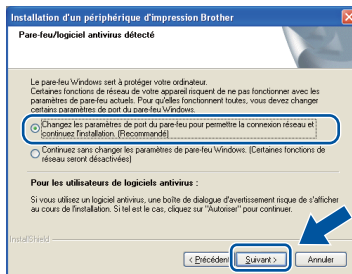 Installation d'un périphérique d'impression Brother
Pare-feu/logiciel antivirus détecté
Le pare-feu Windows sert à protéger votre ordinateur.
Certaines fonctions de réseau de votre appareil risquent de ne pas fonctionner avec les
paramètres de pare-feu actuels. Pour qu'elles fonctionnent toutes, vous devez changer
certains paramètres de port du pare-feu Windows.
Changez les paramètres de port du pare-feu pour permettre la connexion réseau et
continuez l'installation. (Recommandé)
Continuez sans changer les paramètres de pare-feu Windows. (Certaines fonctions de
réseau seront désactivées)
Pour les utilisateurs de logiciels antivirus :
Si vous utilisez un logiciel antivirus, une boîte de dialogue d'avertissement risque de s'afficher
au cours de l'installation. Si tel est le cas, cliquez sur "Autoriser" pour continuer.
InstallShield
< Précédent Suivant > Annuler